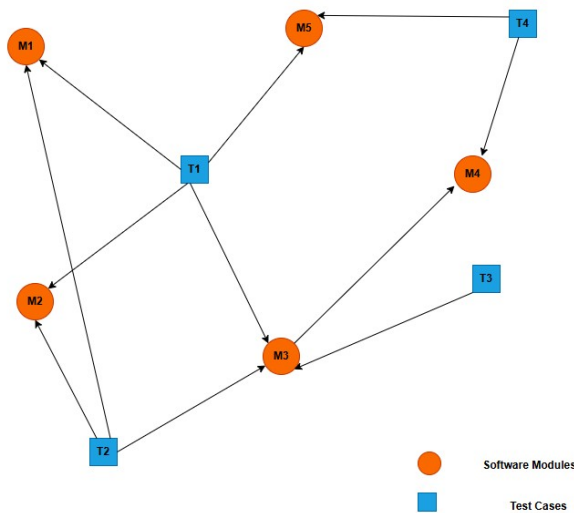 M1
M5
T4
T1
M4
T3
M2
M3
T2
Software Modules
Test Cases